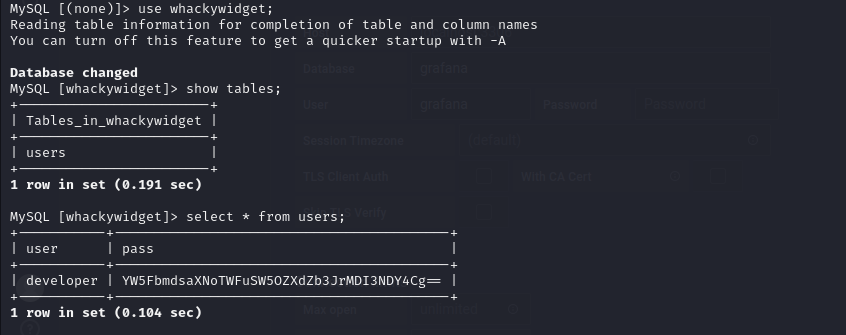 MySQL [(none)]> use whackywidget;
Reading table information for completion of table and column names
You can turn off this feature to get a quicker startup with -A
Database changed
Database grafana
MySQL [whackywidget]> show tables;
User grafana Password Password
| Tables_in_whackywidget |
Session Timezone (default)
| users |
TLS Client Auth With CA Cert
1 row in set (0.191 sec)
MySQL [whackywidget]> select * from users;
| user | pass |
| developer | YW5FbmdsaXNoTWFuSW5OZXdZb3JrMDI3NDY4Cg== |
Max open unlimited
1 row in set (0.104 sec)